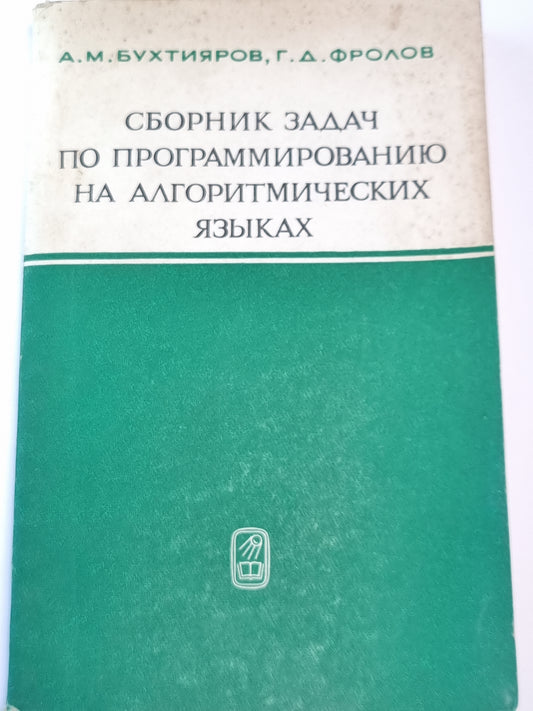 А.М.БУХТИЯРОВ, Г.Д.ФРОЛОВ
СБОРНИК ЗАДАЧ
ПО ПРОГРАММИРОВАНИЮ
НА АЛГОРИТМИЧЕСКИХ
ЯЗЫКАХ